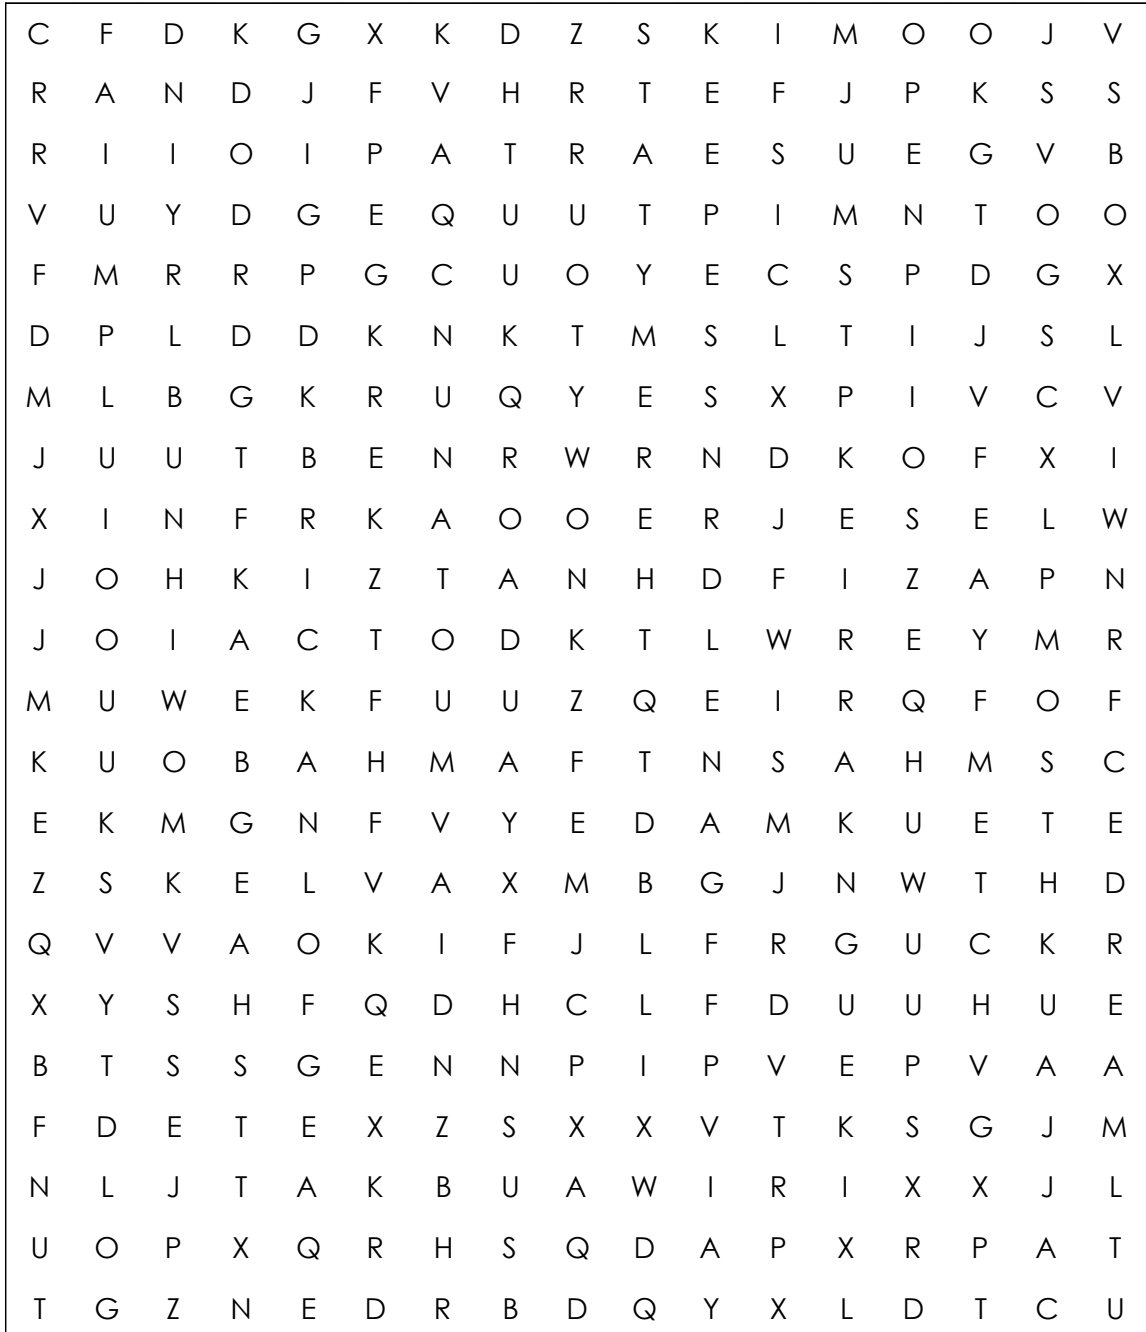 C F D K G X K D Z S K I M O O J V
R A N D J F V H R T E F J P K S S
R I I O I P A T R A E S U E G V B
V U Y D G E Q U U T P I M N T O O
F M R R P G C U O Y E C S P D G X
D P L D D K N K T M S L T I J S L
M L B G K R U Q Y E S X P I V C V
J U U T B E N R W R N D K O F X I
X I N F R K A O O E R J E S E L W
J O H K I Z T A N H D F I Z A P N
J O I A C T O D K T L W R E Y M R
M U W E K F U U Z Q E I R Q F O F
K U O B A H M A F T N S A H M S C
E K M G N F V Y E D A M K U E T E
Z S K E L V A X M B G J N W T H D
Q V V A O K I F J L F R G U C K R
X Y S H F Q D H C L F D U U H U E
B T S S G E N N P I P V E P V A A
F D E T E X Z S X X V T K S G J M
N L J T A K B U A W I R I X X J L
U O P X Q R H S Q D A P X R P A T
T G Z N E D R B D Q Y X L D T C U